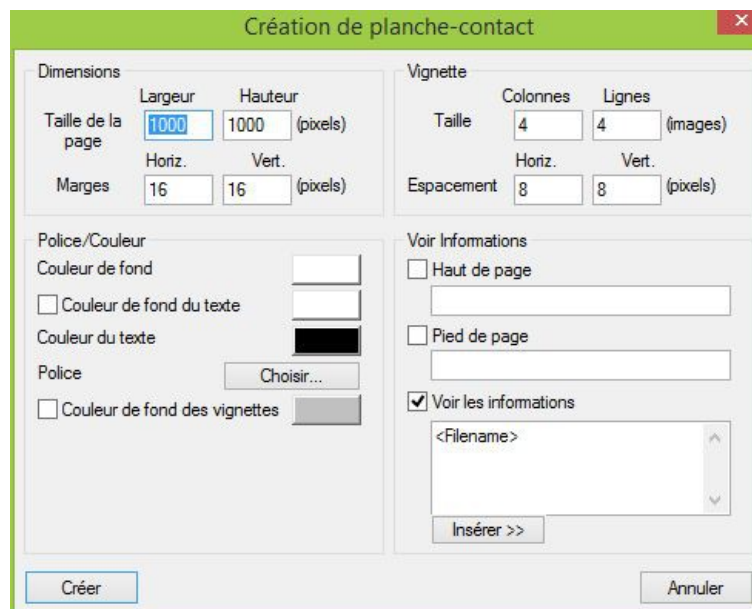 Création de planche-contact
Dimensions
Largeur Hauteur
Taille de la page 1000 1000 (pixels)
Horiz. Vert.
Marges 16 16 (pixels)
Vignette
Colonnes Lignes
Taille 4 4 (images)
Horiz. Vert.
Espacement 8 8 (pixels)
Police/Couleur
Couleur de fond
Couleur de fond du texte
Couleur du texte
Police Choisir...
Couleur de fond des vignettes
Voir Informations
Haut de page
Pied de page
Voir les informations
<Filename>
Insérer >>
Créer Annuler